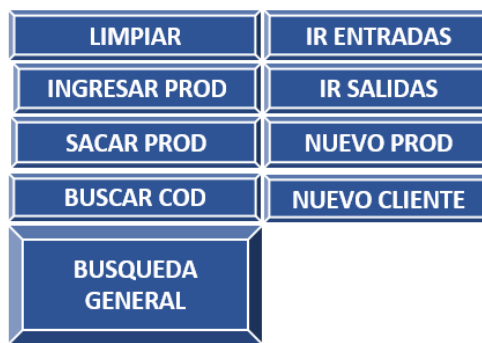 LIMPIAR
IR ENTRADAS
INGRESAR PROD
IR SALIDAS
SACAR PROD
NUEVO PROD
BUSCAR COD
NUEVO CLIENTE
BUSQUEDA
GENERAL